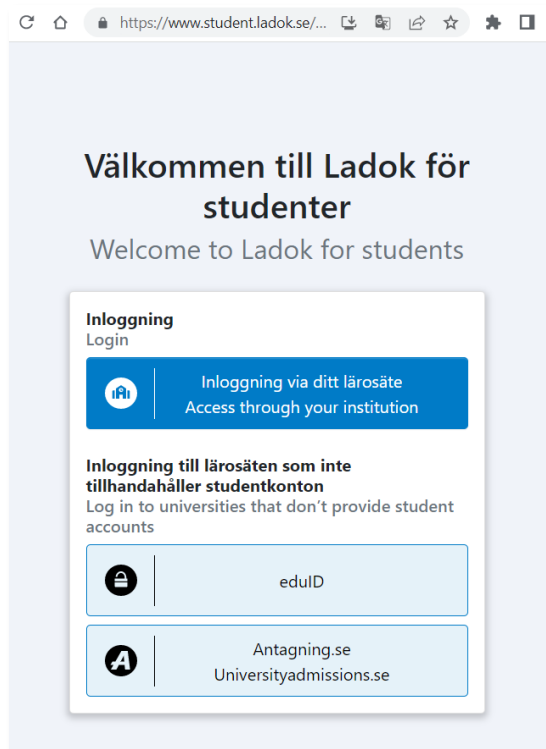 https://www.student.ladok.se/...
Välkommen till Ladok för
studenter
Welcome to Ladok for students
Inloggning
Login
Inloggning via ditt lärosäte
Access through your institution
Inloggning till lärosäten som inte
tillhandahåller studentkonton
Log in to universities that don’t provide student
accounts
eduID
Antagning.se
Universityadmissions.se